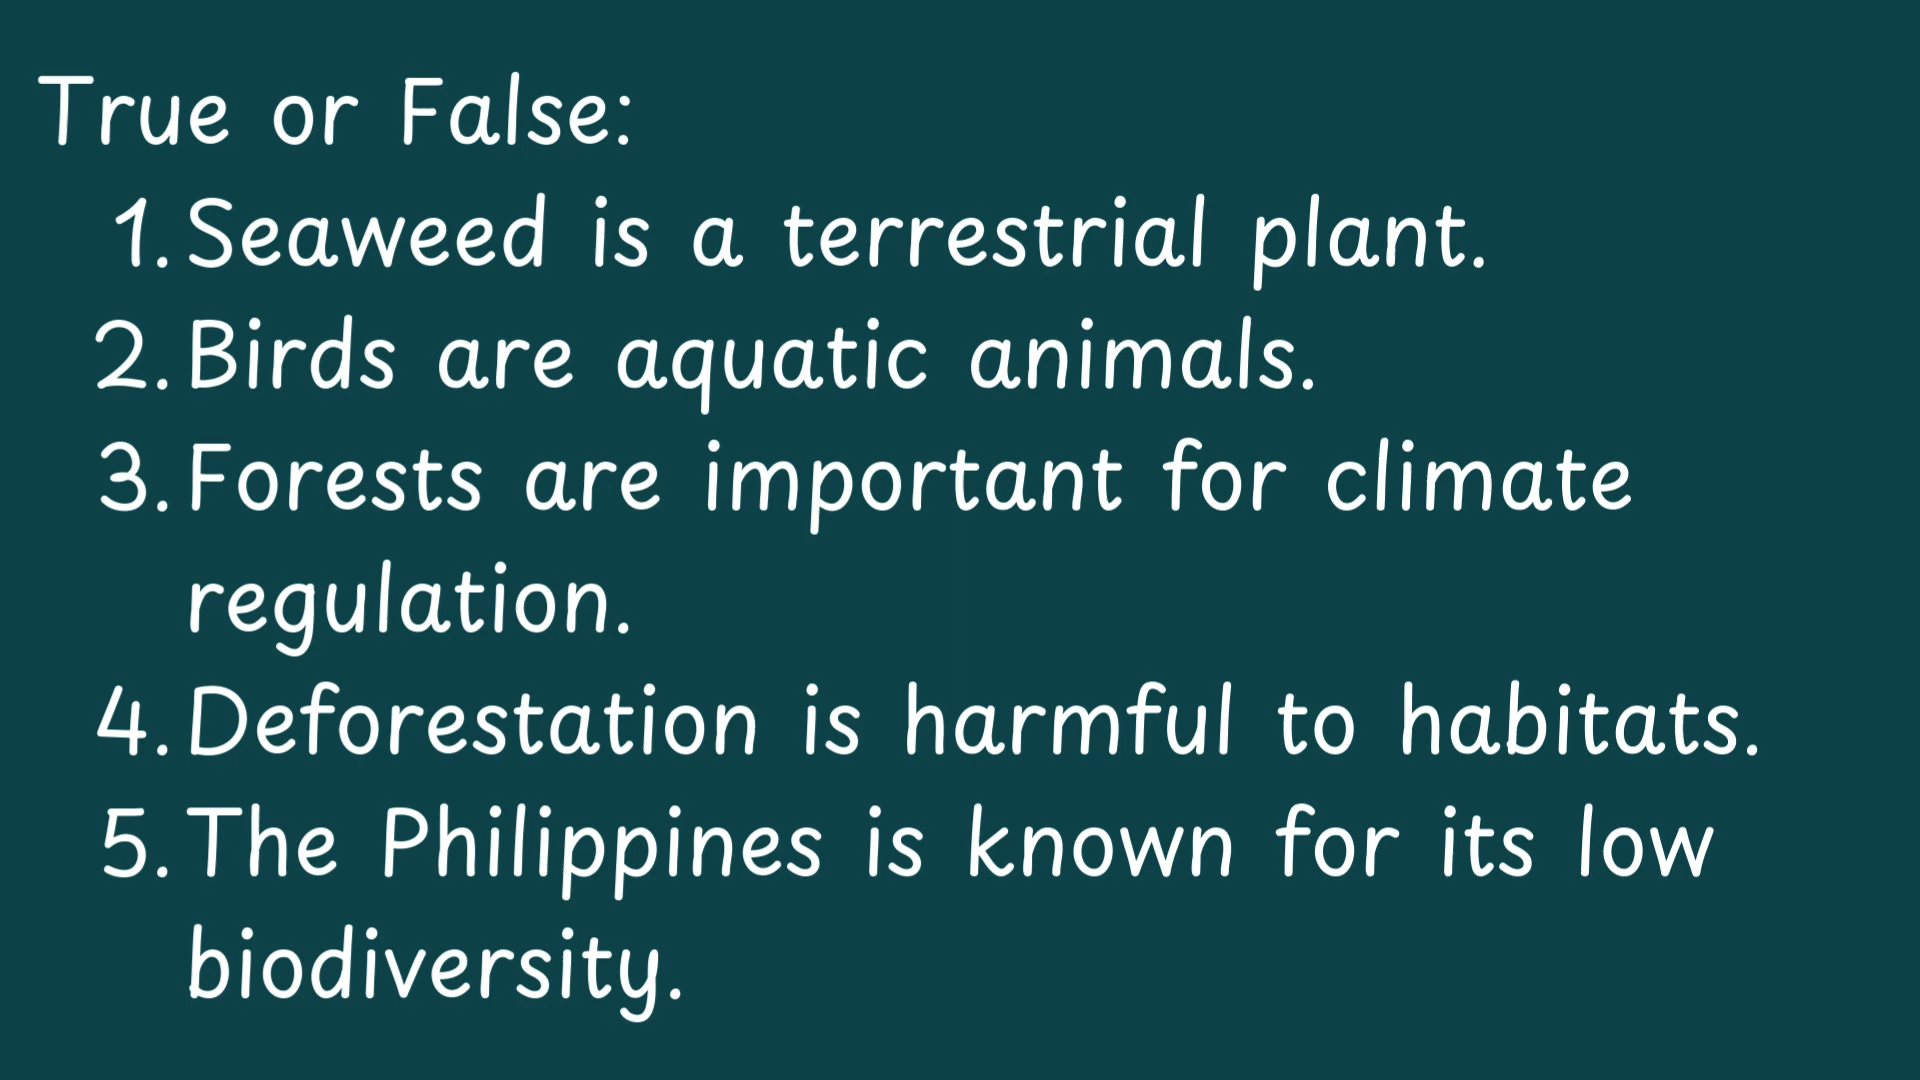 True or False:
1. Seaweed is a terrestrial plant.
2. Birds are aquatic animals.
3. Forests are important for climate
regulation.
4. Deforestation is harmful to habitats.
5. The Philippines is known for its low
biodiversity.